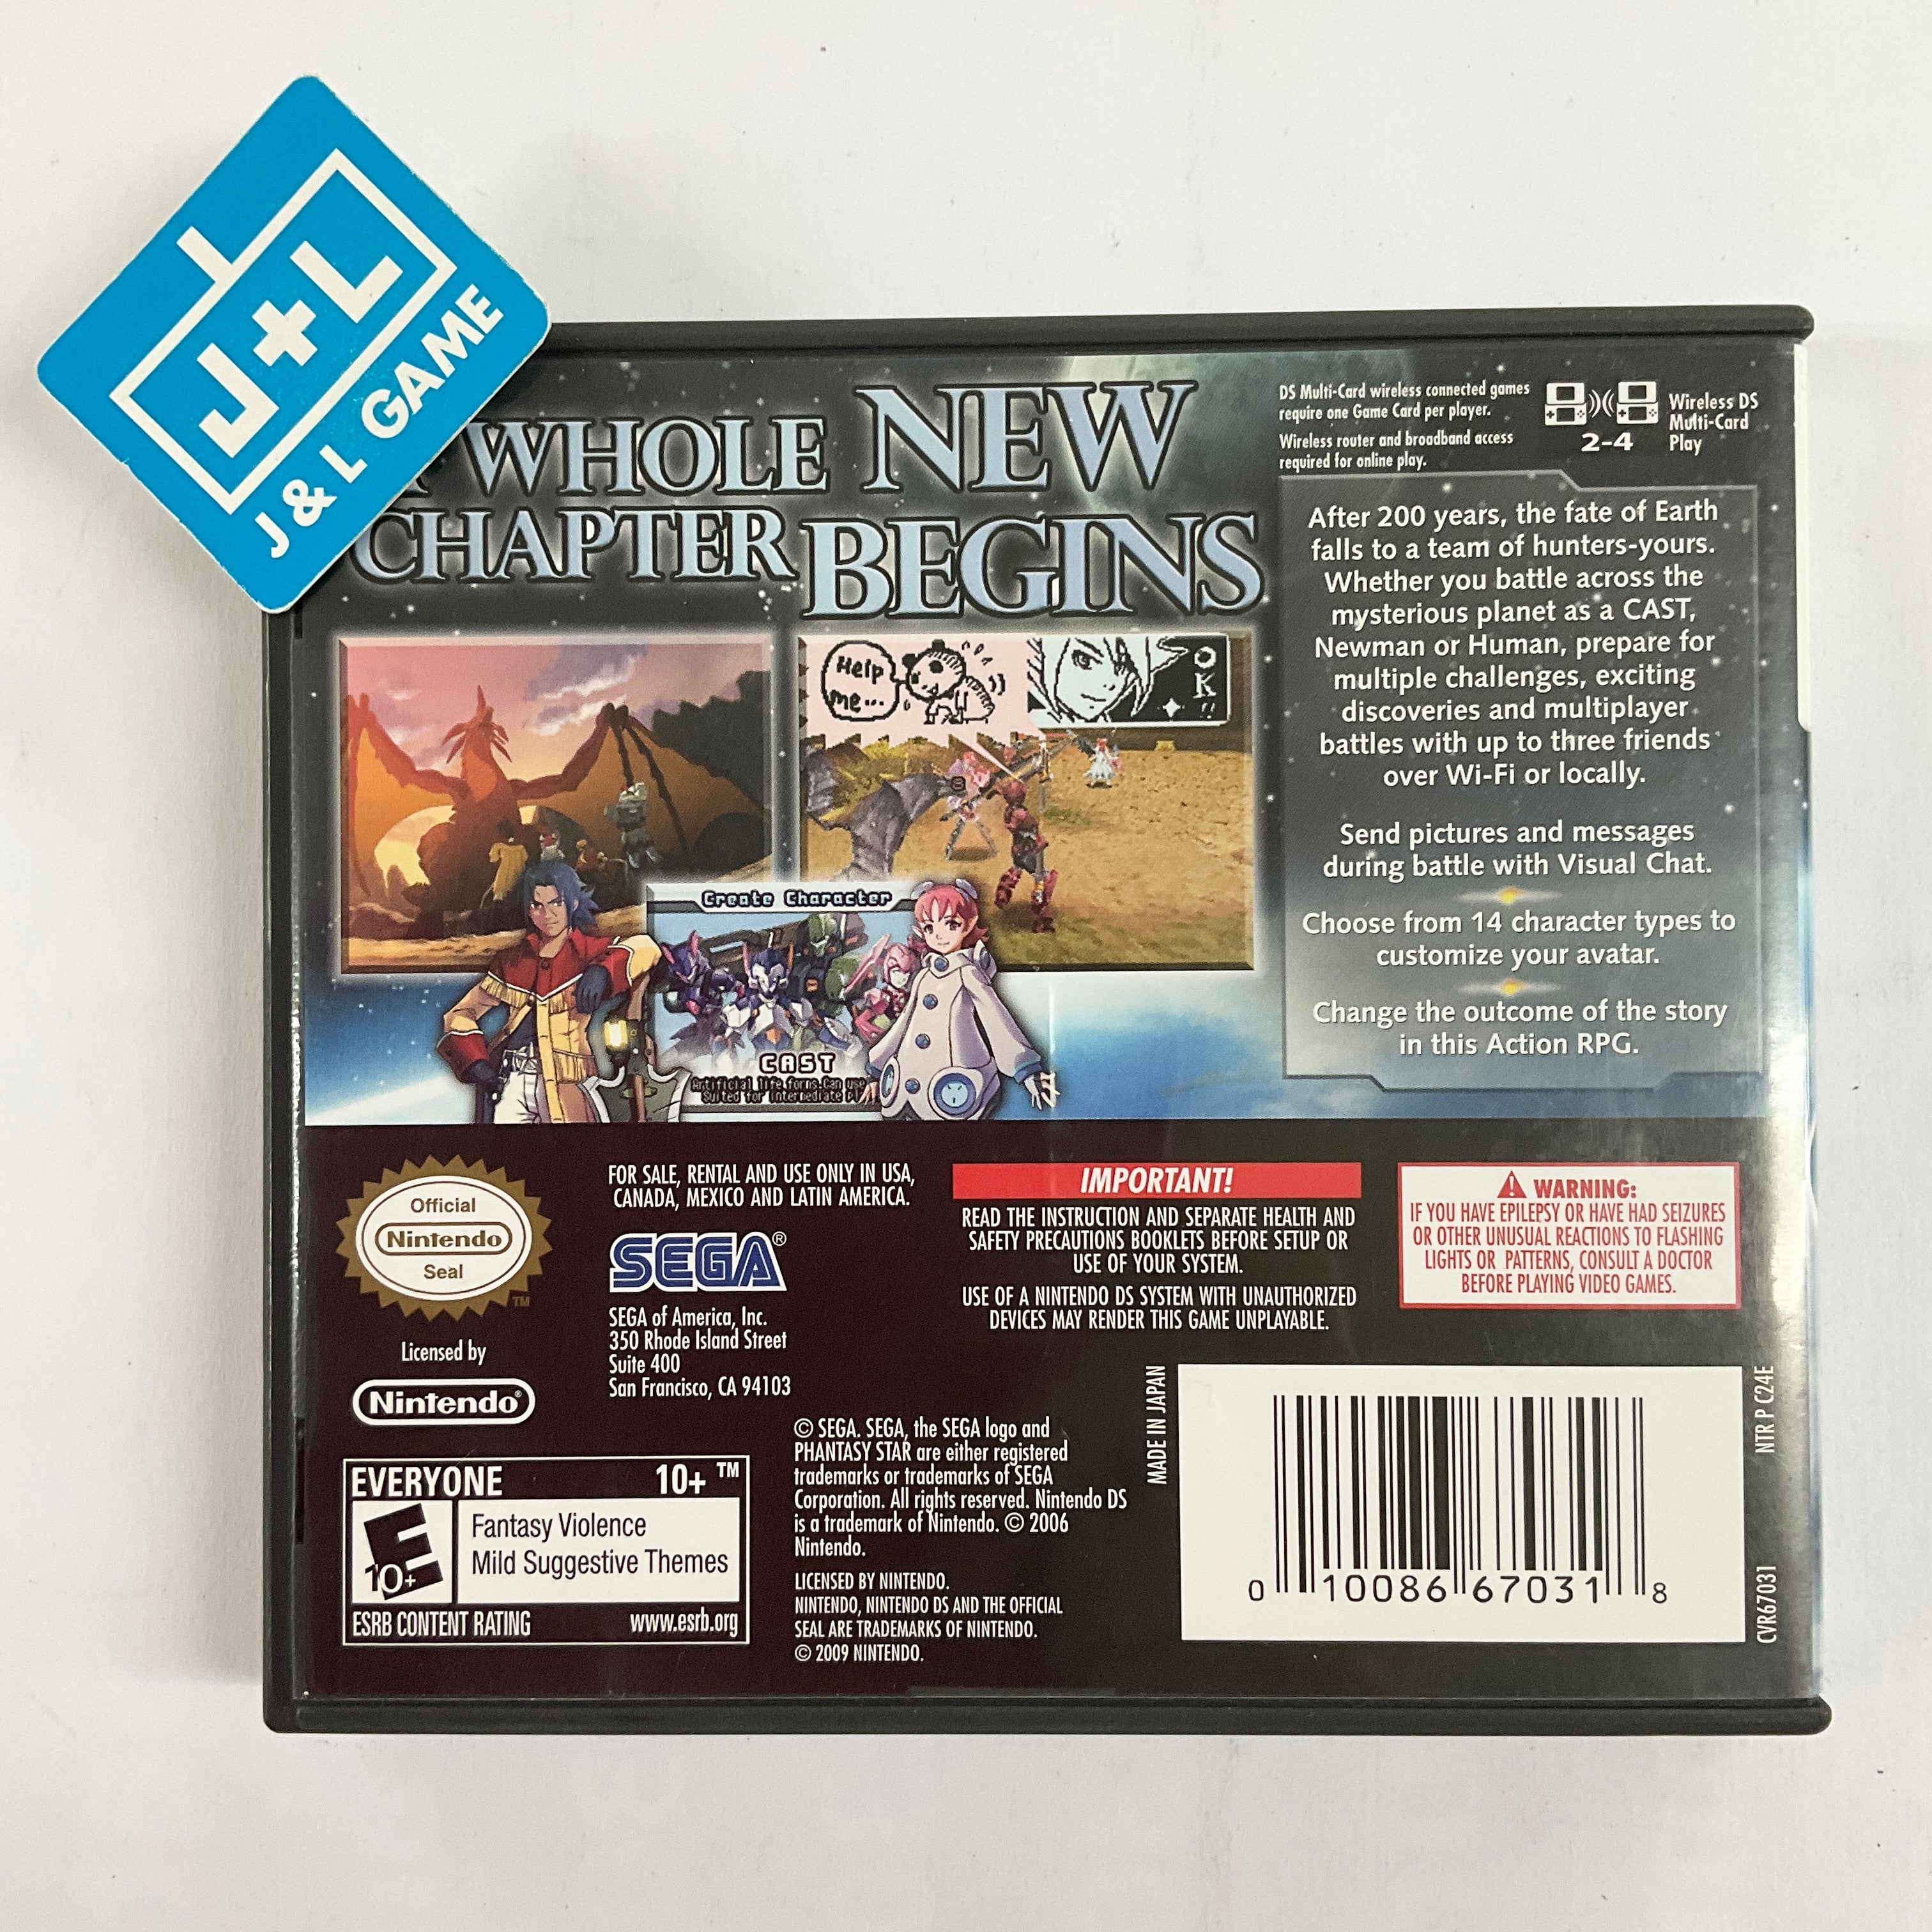 J+L
J & L GAME
WHOLE NEW
CHAPTER BEGINS
DS Multi-Card wireless connected games
require one Game Card per player.
Wireless router and broadband access
required for online play.
2-4
Wireless DS
Multi-Card
Play
After 200 years, the fate of Earth
falls to a team of hunters-yours.
Whether you battle across the
mysterious planet as a CAST,
Newman or Human, prepare for
multiple challenges, exciting
discoveries and multiplayer
battles with up to three friends
over Wi-Fi or locally.
Send pictures and messages
during battle with Visual Chat.
Choose from 14 character types to
customize your avatar.
Change the outcome of the story
in this Action RPG.
Help
me...
OK!!
Create Character
CAST
Artificial life forms. Can use
Suited for intermediate pl
Official
Nintendo
Seal
TM
Licensed by
Nintendo®
FOR SALE, RENTAL AND USE ONLY IN USA,
CANADA, MEXICO AND LATIN AMERICA.
SEGA®
SEGA of America, Inc.
350 Rhode Island Street
Suite 400
San Francisco, CA 94103
IMPORTANT!
READ THE INSTRUCTION AND SEPARATE HEALTH AND
SAFETY PRECAUTIONS BOOKLETS BEFORE SETUP OR
USE OF YOUR SYSTEM.
USE OF A NINTENDO DS SYSTEM WITH UNAUTHORIZED
DEVICES MAY RENDER THIS GAME UNPLAYABLE.
WARNING:
IF YOU HAVE EPILEPSY OR HAVE HAD SEIZURES
OR OTHER UNUSUAL REACTIONS TO FLASHING
LIGHTS OR PATTERNS, CONSULT A DOCTOR
BEFORE PLAYING VIDEO GAMES.
EVERYONE 10+ ™
E
10+
Fantasy Violence
Mild Suggestive Themes
ESRB CONTENT RATING www.esrb.org
© SEGA. SEGA, the SEGA logo and
PHANTASY STAR are either registered
trademarks or trademarks of SEGA
Corporation. All rights reserved. Nintendo DS
is a trademark of Nintendo. © 2006
Nintendo.
LICENSED BY NINTENDO.
NINTENDO, NINTENDO DS AND THE OFFICIAL
SEAL ARE TRADEMARKS OF NINTENDO.
© 2009 NINTENDO.
MADE IN JAPAN
0 10086 67031 8
NTR P C24E
CVR67031